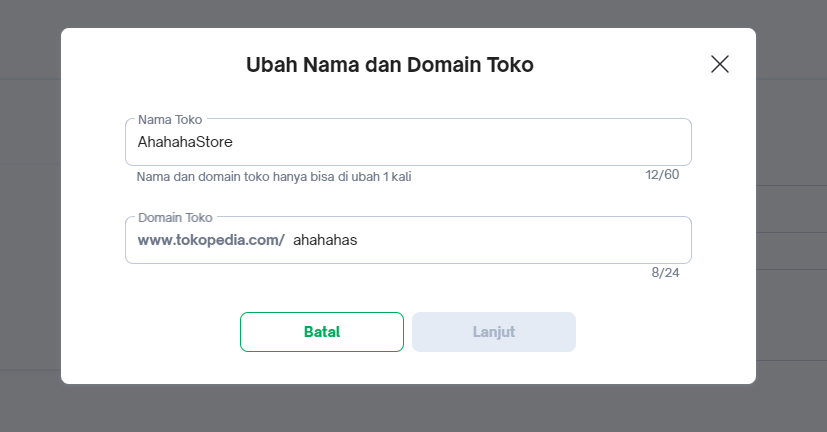 Ubah Nama dan Domain Toko
Nama Toko
AhahahaStore
Nama dan domain toko hanya bisa di ubah 1 kali
12/60
Domain Toko
www.tokopedia.com/ ahahahas
8/24
Batal
Lanjut